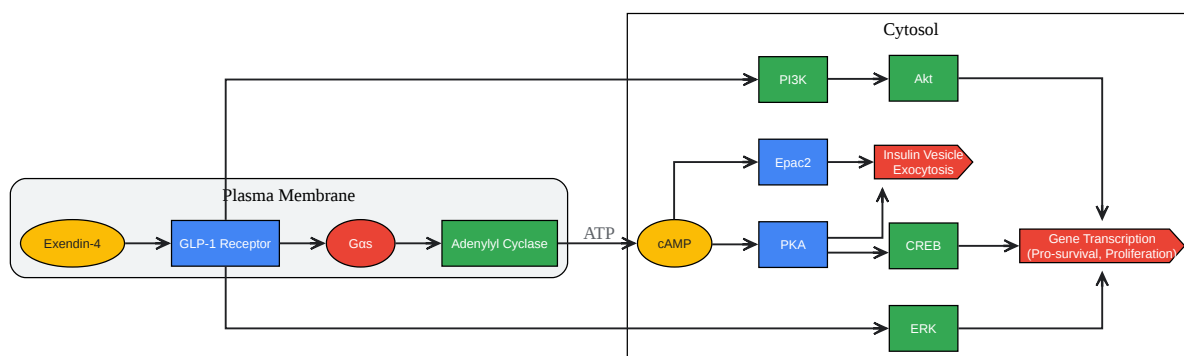 Cytosol
PI3K
Akt
Epac2
Insulin Vesicle
Exocytosis
Plasma Membrane
Exendin-4
GLP-1 Receptor
Gαs
Adenylyl Cyclase
ATP
cAMP
PKA
CREB
Gene Transcription
(Pro-survival, Proliferation)
ERK